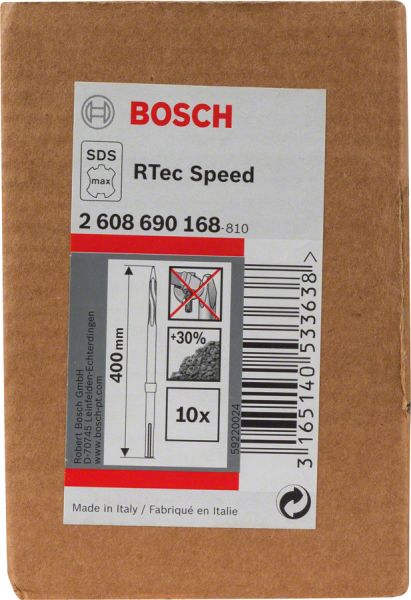 BOSCH
SDS
max
RTec Speed
2 608 690 168-810
400 mm
+30%
10x
Robert Bosch GmbH
D-70745 Leinfelden-Echterdingen
www.bosch-pt.com
59220024
3 165140 533638 >
Made in Italy / Fabriqué en Italie